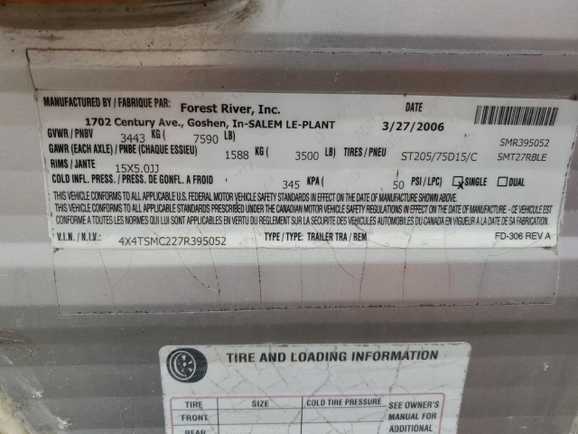 MANUFACTURED BY / FABRIQUE PAR: Forest River, Inc.
1702 Century Ave., Goshen, In-SALEM LE-PLANT 3/27/2006
GVWR / PNBV 3443 KG ( 7590 LB) SMR395052
GAWR (EACH AXLE) / PNBE (CHAQUE ESSIEU) 1588 KG ( 3500 LB) TIRES / PNEU ST205/75D15/C SMT27RBLE
RIMS / JANTE 15X5.0JJ
COLD INFL. PRESS. / PRESS. DE GONFL. A FROID 345 KPA ( 50 PSI / LPC) SINGLE DUAL
THIS VEHICLE CONFORMS TO ALL APPLICABLE U.S. FEDERAL MOTOR VEHICLE SAFETY STANDARDS IN EFFECT ON THE DATE OF MANUFACTURE SHOWN ABOVE.
THIS VEHICLE CONFORMS TO ALL APPLICABLE STANDARDS PRESCRIBED UNDER THE CANADIAN MOTOR VEHICLE SAFETY REGULATIONS IN EFFECT ON THE DATE OF MANUFACTURE - CE VEHICULE EST
CONFORME A TOUTES LES NORMES QUI LUI SONT APPLICABLES EN VERTU DU REGLEMENT SUR LA SECURITE DES VEHICULES AUTOMOBILES DU CANADA EN VIGUEUR A LA DATE DE SA FABRICATION.
V.I.N. / N.I.V.: 4X4TSMC227R395052 TYPE / TYPE: TRAILER TRA / REM FD-306 REV A
TIRE AND LOADING INFORMATION
TIRE SIZE COLD TIRE PRESSURE SEE OWNER'S
FRONT MANUAL FOR
REAR ADDITIONAL